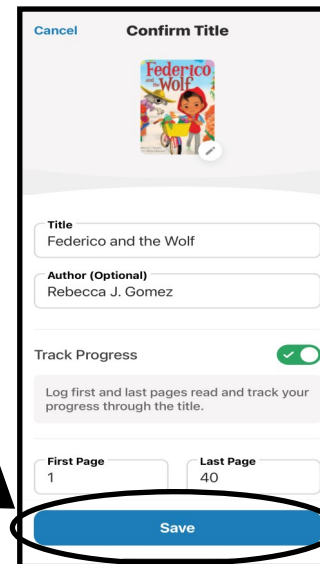 Cancel Confirm Title
Federico
and the Wolf
Title
Federico and the Wolf
Author (Optional)
Rebecca J. Gomez
Track Progress
Log first and last pages read and track your
progress through the title.
First Page Last Page
1 40
Save